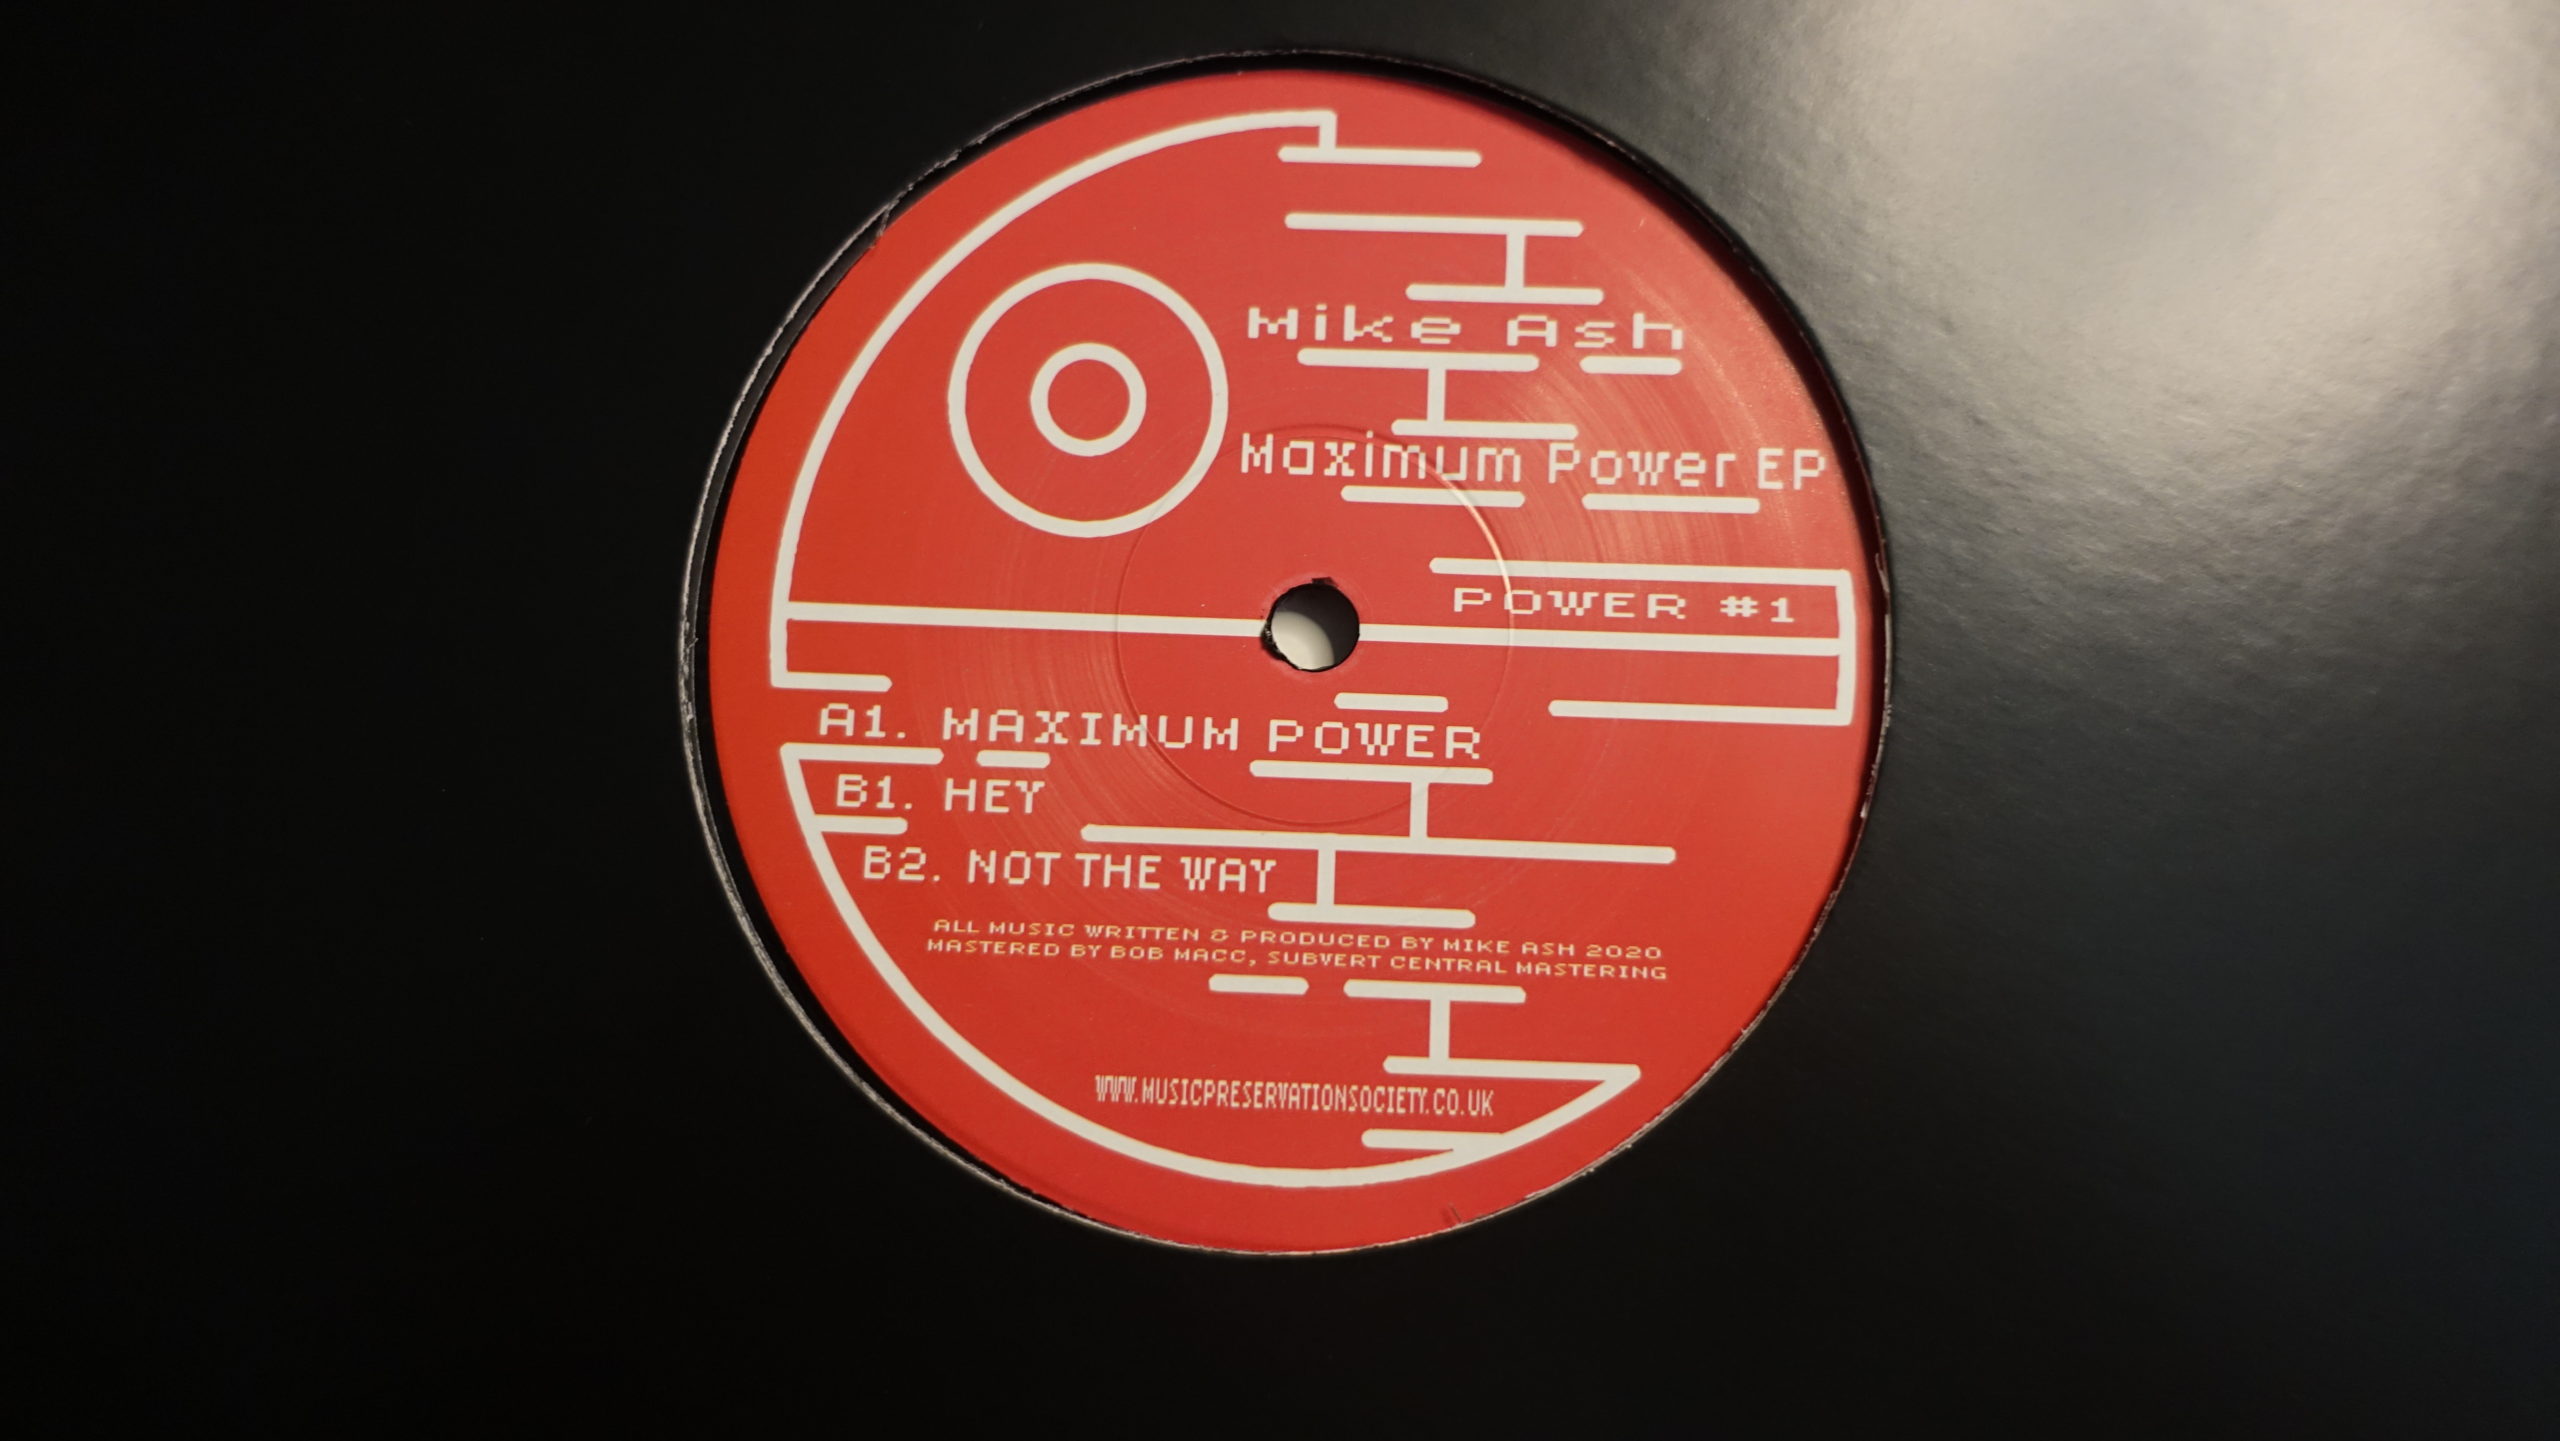 Mike Ash
Maximum Power EP
POWER #1
A1. MAXIMUM POWER
B1. HEY
B2. NOT THE WAY
ALL MUSIC WRITTEN & PRODUCED BY MIKE ASH 2020
MASTERED BY BOB MACC, SUBVERT CENTRAL MASTERING
WWW.MUSICPRESERVATIONSOCIETY.CO.UK